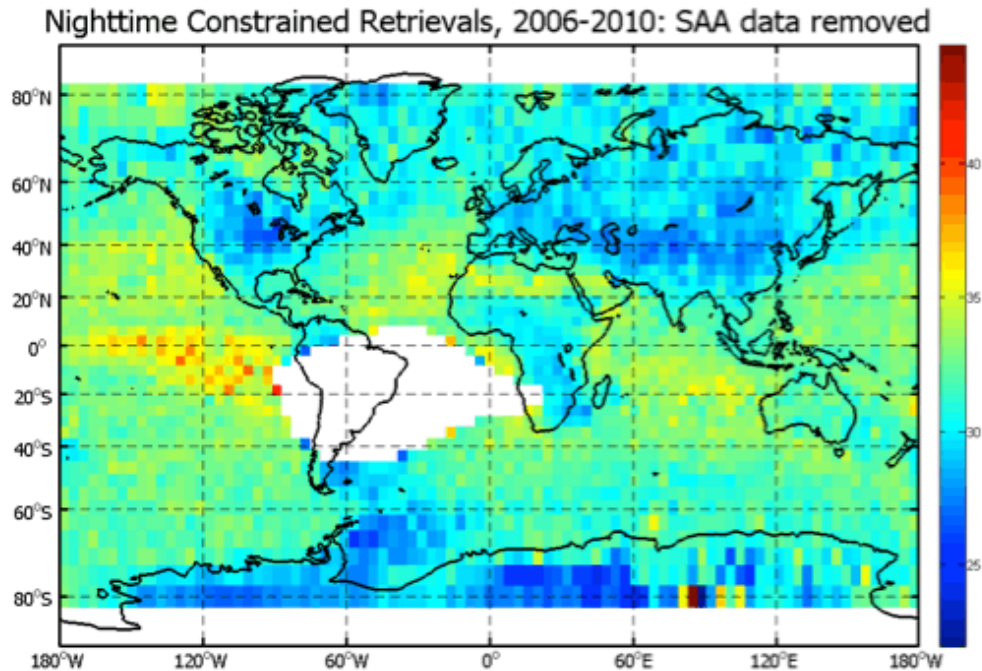 Nighttime Constrained Retrievals, 2006-2010: SAA data removed
80°N
60°N
40°N
20°N
0°
20°S
40°S
60°S
80°S
180°W 120°W 60°W 0° 60°E 120°E 180°W
40
35
30
25